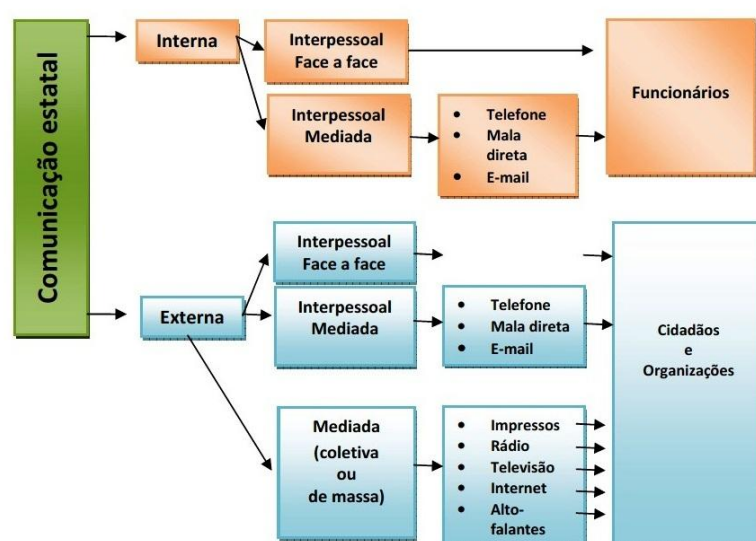 Comunicação estatal
Interna
Interpessoal
Face a face
Interpessoal
Mediada
• Telefone
• Mala
direta
• E-mail
Funcionários
Externa
Interpessoal
Face a face
Interpessoal
Mediada
• Telefone
• Mala direta
• E-mail
Mediada
(coletiva
ou
de massa)
• Impressos
• Rádio
• Televisão
• Internet
• Alto-
falantes
Cidadãos
e
Organizações